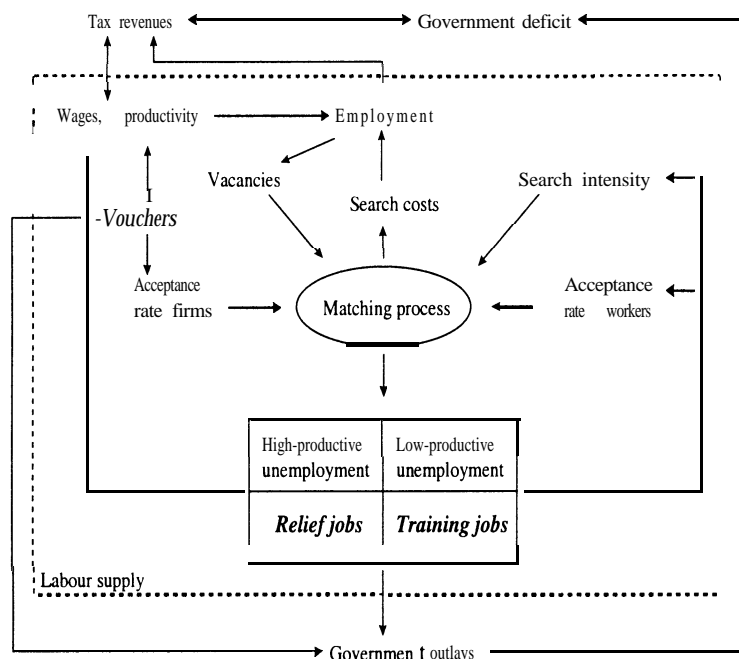 Tax revenues
Government deficit
Wages, productivity
Employment
Vacancies
Search intensity
Search costs
-Vouchers
Acceptance
rate firms
Matching process
Acceptance
rate workers
High-productive
unemployment
Low-productive
unemployment
Relief jobs
Training jobs
Labour supply
Governmen t outlays